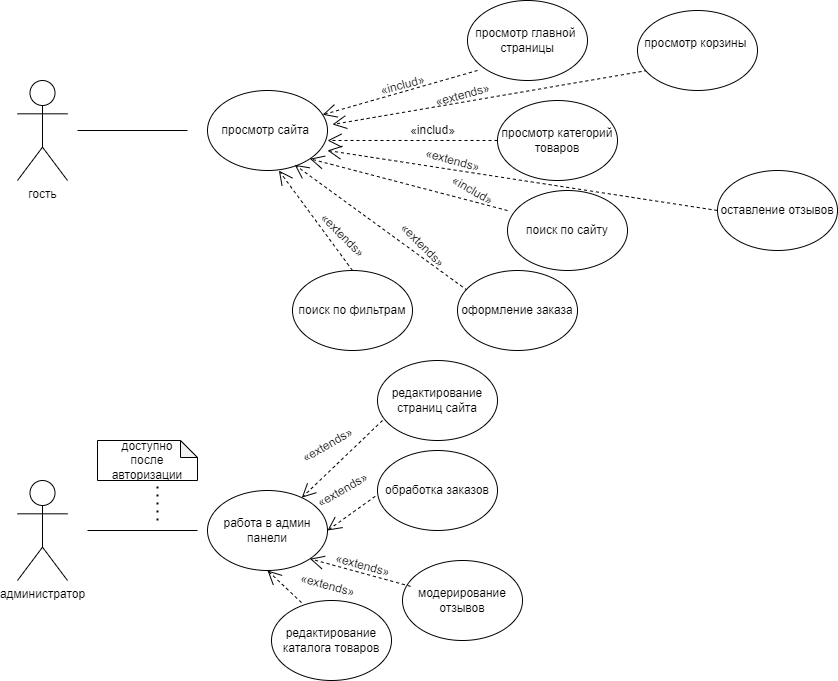 просмотр главной
страницы
просмотр корзины
«includ»
«extends»
просмотр сайта
«includ»
просмотр категорий
товаров
«extends»
«includ»
гость
оставление отзывов
«extends»
«extends»
поиск по сайту
поиск по фильтрам
оформление заказа
редактирование
страниц сайта
доступно
после
авторизации
«extends»
«extends»
обработка заказов
работа в админ
панели
«extends»
администратор
«extends»
модерирование
отзывов
редактирование
каталога товаров